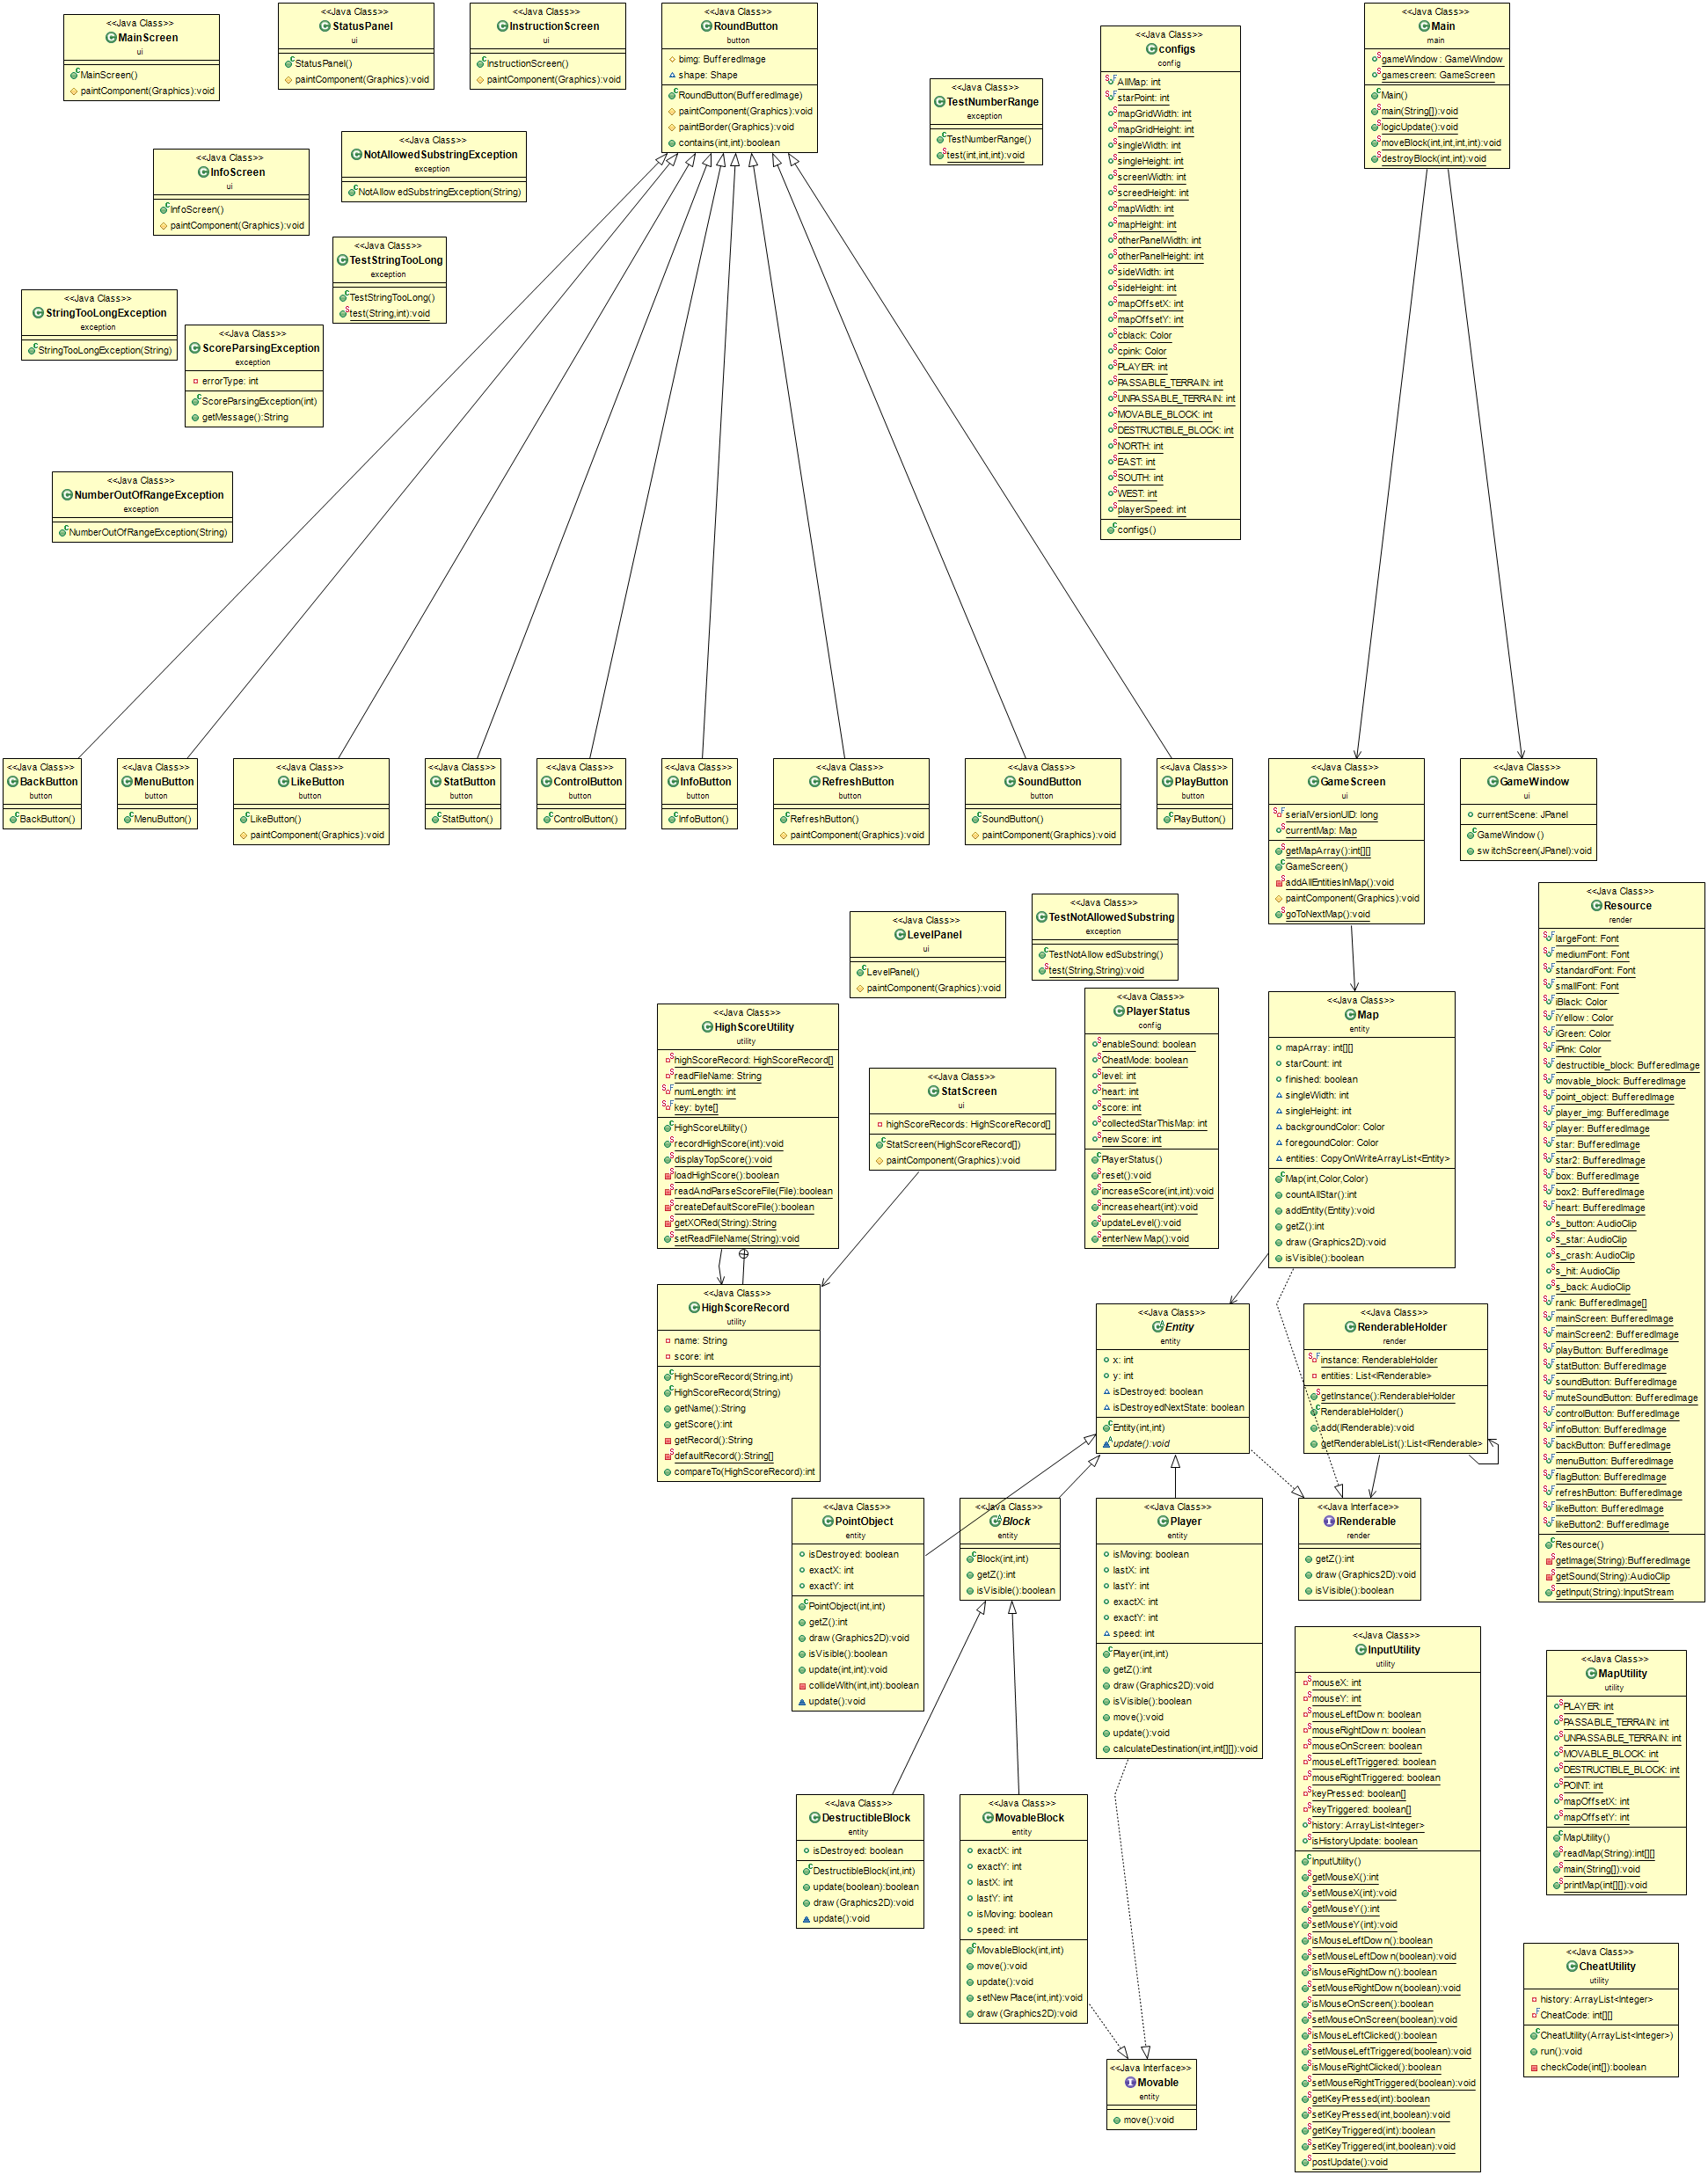 <<Java Class>>
MainScreen
ui
MainScreen()
paintComponent(Graphics):void
<<Java Class>>
StatusPanel
ui
StatusPanel()
paintComponent(Graphics):void
<<Java Class>>
InstructionScreen
ui
InstructionScreen()
paintComponent(Graphics):void
<<Java Class>>
RoundButton
button
bimg: BufferedImage
shape: Shape
RoundButton(BufferedImage)
paintComponent(Graphics):void
paintBorder(Graphics):void
contains(int,int):boolean
<<Java Class>>
TestNumberRange
exception
TestNumberRange()
test(int,int,int):void
<<Java Class>>
configs
config
AllMap: int
starPoint: int
mapGridWidth: int
mapGridHeight: int
singleWidth: int
singleHeight: int
screenWidth: int
screedHeight: int
mapWidth: int
mapHeight: int
otherPanelWidth: int
otherPanelHeight: int
sideWidth: int
sideHeight: int
mapOffsetX: int
mapOffsetY: int
cblack: Color
cpink: Color
PLAYER: int
PASSABLE_TERRAIN: int
UNPASSABLE_TERRAIN: int
MOVABLE_BLOCK: int
DESTRUCTIBLE_BLOCK: int
NORTH: int
EAST: int
SOUTH: int
WEST: int
playerSpeed: int
configs()
<<Java Class>>
Main
main
gameWindow: GameWindow
gamescreen: GameScreen
Main()
main(String[]):void
logicUpdate():void
moveBlock(int,int,int,int):void
destroyBlock(int,int):void
<<Java Class>>
NotAllowedSubstringException
exception
NotAllowedSubstringException(String)
<<Java Class>>
InfoScreen
ui
InfoScreen()
paintComponent(Graphics):void
<<Java Class>>
TestStringTooLong
exception
TestStringTooLong()
test(String,int):void
<<Java Class>>
StringTooLongException
exception
StringTooLongException(String)
<<Java Class>>
ScoreParsingException
exception
errorType: int
ScoreParsingException(int)
getMessage():String
<<Java Class>>
NumberOutOfRangeException
exception
NumberOutOfRangeException(String)
<<Java Class>>
BackButton
button
BackButton()
<<Java Class>>
MenuButton
button
MenuButton()
<<Java Class>>
LikeButton
button
LikeButton()
paintComponent(Graphics):void
<<Java Class>>
StatButton
button
StatButton()
<<Java Class>>
ControlButton
button
ControlButton()
<<Java Class>>
InfoButton
button
InfoButton()
<<Java Class>>
RefreshButton
button
RefreshButton()
paintComponent(Graphics):void
<<Java Class>>
SoundButton
button
SoundButton()
paintComponent(Graphics):void
<<Java Class>>
PlayButton
button
PlayButton()
<<Java Class>>
GameScreen
ui
serialVersionUID: long
currentMap: Map
getMapArray():int[][]
GameScreen()
addAllEntitiesInMap():void
paintComponent(Graphics):void
goToNextMap():void
<<Java Class>>
GameWindow
ui
currentScene: JPanel
GameWindow()
switchScreen(JPanel):void
<<Java Class>>
Resource
render
largeFont: Font
mediumFont: Font
standardFont: Font
smallFont: Font
iBlack: Color
iYellow: Color
iGreen: Color
iPink: Color
destructible_block: BufferedImage
movable_block: BufferedImage
point_object: BufferedImage
player_img: BufferedImage
player: BufferedImage
star: BufferedImage
star2: BufferedImage
box: BufferedImage
box2: BufferedImage
heart: BufferedImage
s_button: AudioClip
s_star: AudioClip
s_crash: AudioClip
s_hit: AudioClip
s_back: AudioClip
rank: BufferedImage[]
mainScreen: BufferedImage
mainScreen2: BufferedImage
playButton: BufferedImage
statButton: BufferedImage
soundButton: BufferedImage
muteSoundButton: BufferedImage
controlButton: BufferedImage
infoButton: BufferedImage
backButton: BufferedImage
menuButton: BufferedImage
flagButton: BufferedImage
refreshButton: BufferedImage
likeButton: BufferedImage
likeButton2: BufferedImage
Resource()
getImage(String):BufferedImage
getSound(String):AudioClip
getInput(String):InputStream
<<Java Class>>
LevelPanel
ui
LevelPanel()
paintComponent(Graphics):void
<<Java Class>>
TestNotAllowedSubstring
exception
TestNotAllowedSubstring()
test(String,String):void
<<Java Class>>
HighScoreUtility
utility
highScoreRecord: HighScoreRecord[]
readFileName: String
numLength: int
key: byte[]
HighScoreUtility()
recordHighScore(int):void
displayTopScore():void
loadHighScore():boolean
readAndParseScoreFile(File):boolean
createDefaultScoreFile():boolean
getXORed(String):String
setReadFileName(String):void
<<Java Class>>
StatScreen
ui
highScoreRecords: HighScoreRecord[]
StatScreen(HighScoreRecord[])
paintComponent(Graphics):void
<<Java Class>>
PlayerStatus
config
enableSound: boolean
CheatMode: boolean
level: int
heart: int
score: int
collectedStarThisMap: int
newScore: int
PlayerStatus()
reset():void
increaseScore(int,int):void
increaseheart(int):void
updateLevel():void
enterNewMap():void
<<Java Class>>
Map
entity
mapArray: int[][]
starCount: int
finished: boolean
singleWidth: int
singleHeight: int
backgroundColor: Color
foregoundColor: Color
entities: CopyOnWriteArrayList<Entity>
Map(int,Color,Color)
countAllStar():int
addEntity(Entity):void
getZ():int
draw(Graphics2D):void
isVisible():boolean
<<Java Class>>
HighScoreRecord
utility
name: String
score: int
HighScoreRecord(String,int)
HighScoreRecord(String)
getName():String
getScore():int
getRecord():String
defaultRecord():String[]
compareTo(HighScoreRecord):int
<<Java Class>>
Entity
entity
x: int
y: int
isDestroyed: boolean
isDestroyedNextState: boolean
Entity(int,int)
update():void
<<Java Class>>
RenderableHolder
render
instance: RenderableHolder
entities: List<IRenderable>
getInstance():RenderableHolder
RenderableHolder()
add(IRenderable):void
getRenderableList():List<IRenderable>
<<Java Class>>
PointObject
entity
isDestroyed: boolean
exactX: int
exactY: int
PointObject(int,int)
getZ():int
draw(Graphics2D):void
isVisible():boolean
update(int,int):void
collideWith(int,int):boolean
update():void
<<Java Class>>
Block
entity
Block(int,int)
getZ():int
isVisible():boolean
<<Java Class>>
Player
entity
isMoving: boolean
lastX: int
lastY: int
exactX: int
exactY: int
speed: int
Player(int,int)
getZ():int
draw(Graphics2D):void
isVisible():boolean
move():void
update():void
calculateDestination(int,int[][]):void
<<Java Interface>>
IRenderable
render
getZ():int
draw(Graphics2D):void
isVisible():boolean
<<Java Class>>
InputUtility
utility
mouseX: int
mouseY: int
mouseLeftDown: boolean
mouseRightDown: boolean
mouseOnScreen: boolean
mouseLeftTriggered: boolean
mouseRightTriggered: boolean
keyPressed: boolean[]
keyTriggered: boolean[]
history: ArrayList<Integer>
isHistoryUpdate: boolean
InputUtility()
getMouseX():int
setMouseX(int):void
getMouseY():int
setMouseY(int):void
isMouseLeftDown():boolean
setMouseLeftDown(boolean):void
isMouseRightDown():boolean
setMouseRightDown(boolean):void
isMouseOnScreen():boolean
setMouseOnScreen(boolean):void
isMouseLeftClicked():boolean
setMouseLeftTriggered(boolean):void
isMouseRightClicked():boolean
setMouseRightTriggered(boolean):void
getKeyPressed(int):boolean
setKeyPressed(int,boolean):void
getKeyTriggered(int):boolean
setKeyTriggered(int,boolean):void
postUpdate():void
<<Java Class>>
MapUtility
utility
PLAYER: int
PASSABLE_TERRAIN: int
UNPASSABLE_TERRAIN: int
MOVABLE_BLOCK: int
DESTRUCTIBLE_BLOCK: int
POINT: int
mapOffsetX: int
mapOffsetY: int
MapUtility()
readMap(String):int[][]
main(String[]):void
printMap(int[][]):void
<<Java Class>>
DestructibleBlock
entity
isDestroyed: boolean
DestructibleBlock(int,int)
update(boolean):boolean
draw(Graphics2D):void
update():void
<<Java Class>>
MovableBlock
entity
exactX: int
exactY: int
lastX: int
lastY: int
isMoving: boolean
speed: int
MovableBlock(int,int)
move():void
update():void
setNewPlace(int,int):void
draw(Graphics2D):void
<<Java Class>>
CheatUtility
utility
history: ArrayList<Integer>
CheatCode: int[][]
CheatUtility(ArrayList<Integer>)
run():void
checkCode(int[]):boolean
<<Java Interface>>
Movable
entity
move():void